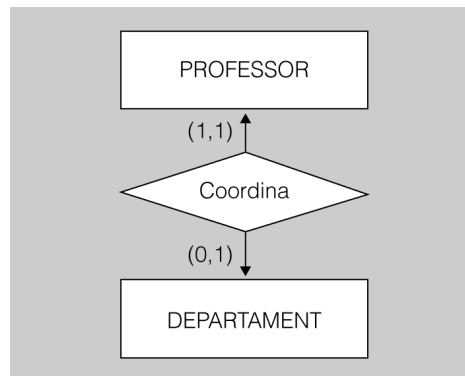 PROFESSOR
(1,1)
Coordina
(0,1)
DEPARTAMENT